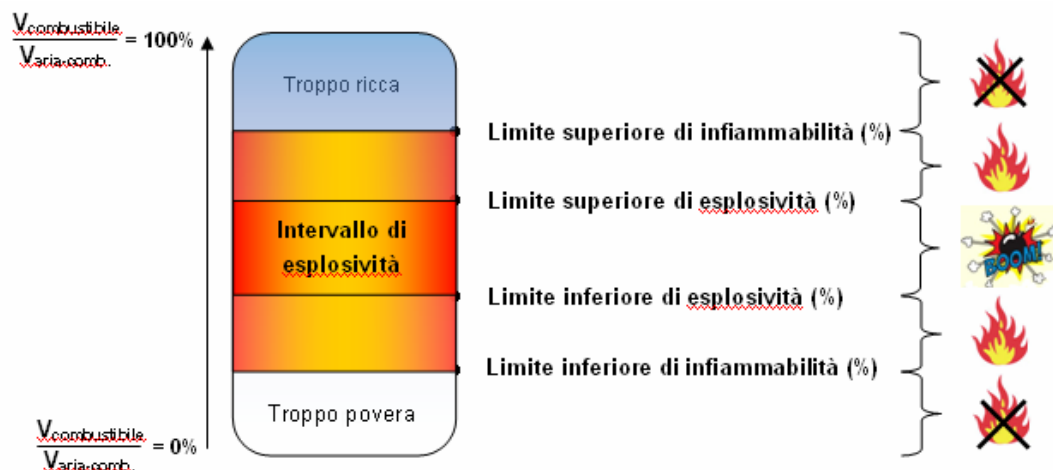 Vcombustibile
Varia-comb.
= 100%
Troppo ricca
Limite superiore di infiammabilità (%)
Limite superiore di esplosività (%)
Intervallo di
esplosività
BOOM!
Limite inferiore di esplosività (%)
Limite inferiore di infiammabilità (%)
Troppo povera
Vcombustibile
Varia-comb.
= 0%